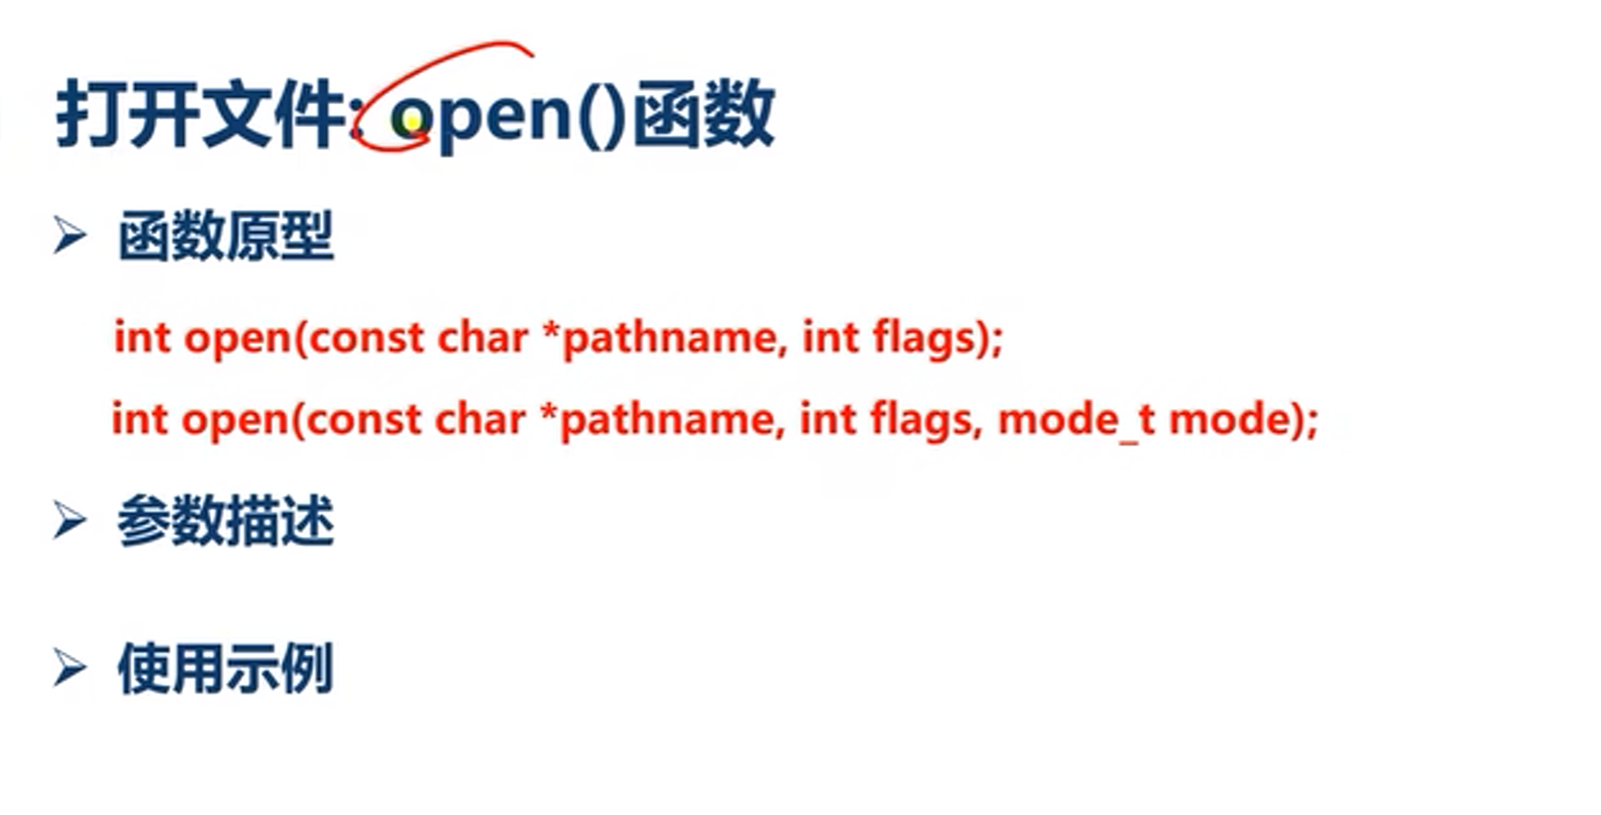 打开文件: open()函数
函数原型
int open(const char *pathname, int flags);
int open(const char *pathname, int flags, mode_t mode);
参数描述
使用示例